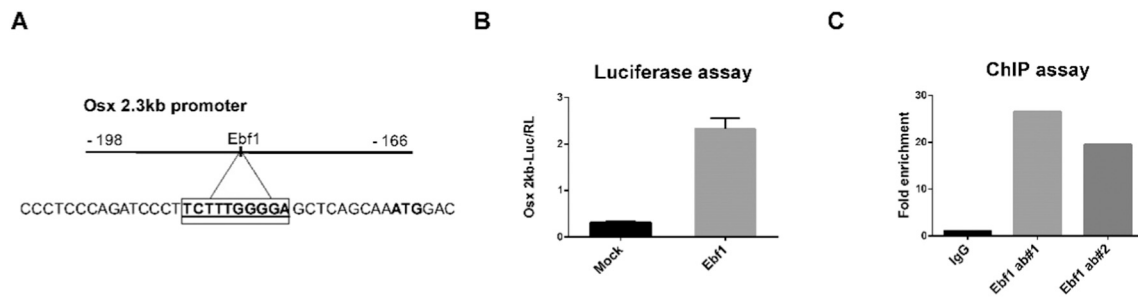 A
Osx 2.3kb promoter
Ebf1
- 198
- 166
CCCTCCCAGATCCCTTCTTTGGGGAGCTCAGCAAATGGAC
B
Luciferase assay
Osx 2kb-Luc/RL
3
2
1
0
Mock
Ebf1
C
ChIP assay
Fold enrichment
30
20
10
0
IgG
Ebf1 ab#1
Ebf1 ab#2